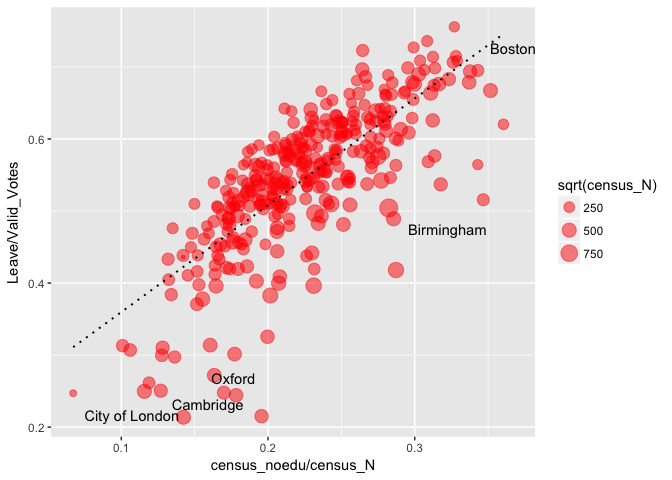 Boston
0.6
Leave/Valid_Votes
sqrt(census_N)
250
500
750
Birmingham
0.4
Oxford
Cambridge
City of London
0.2
0.1
0.2
0.3
census_noedu/census_N